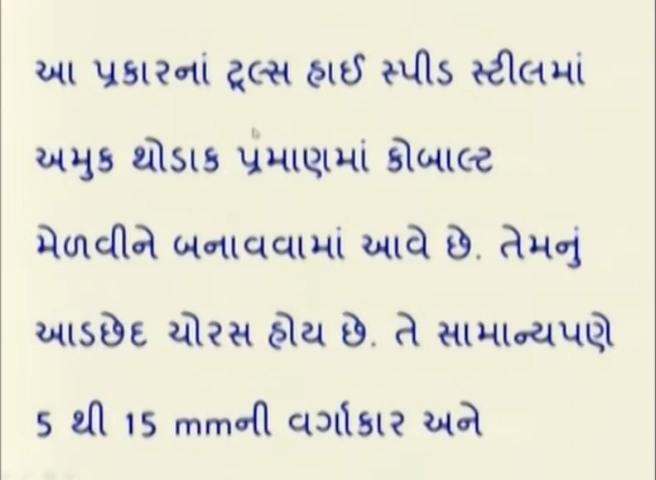 આ પ્રકારનાં ટૂલ્સ હાઈ સ્પીડ સ્ટીલમાં
અમુક થોડાક પ્રમાણમાં કોબાલ્ટ
મેળવીને બનાવવામાં આવે છે. તેમનું
આડછેદ ચોરસ હોય છે. તે સામાન્યપણે
5 થી 15 mmની વર્ગાકાર અને